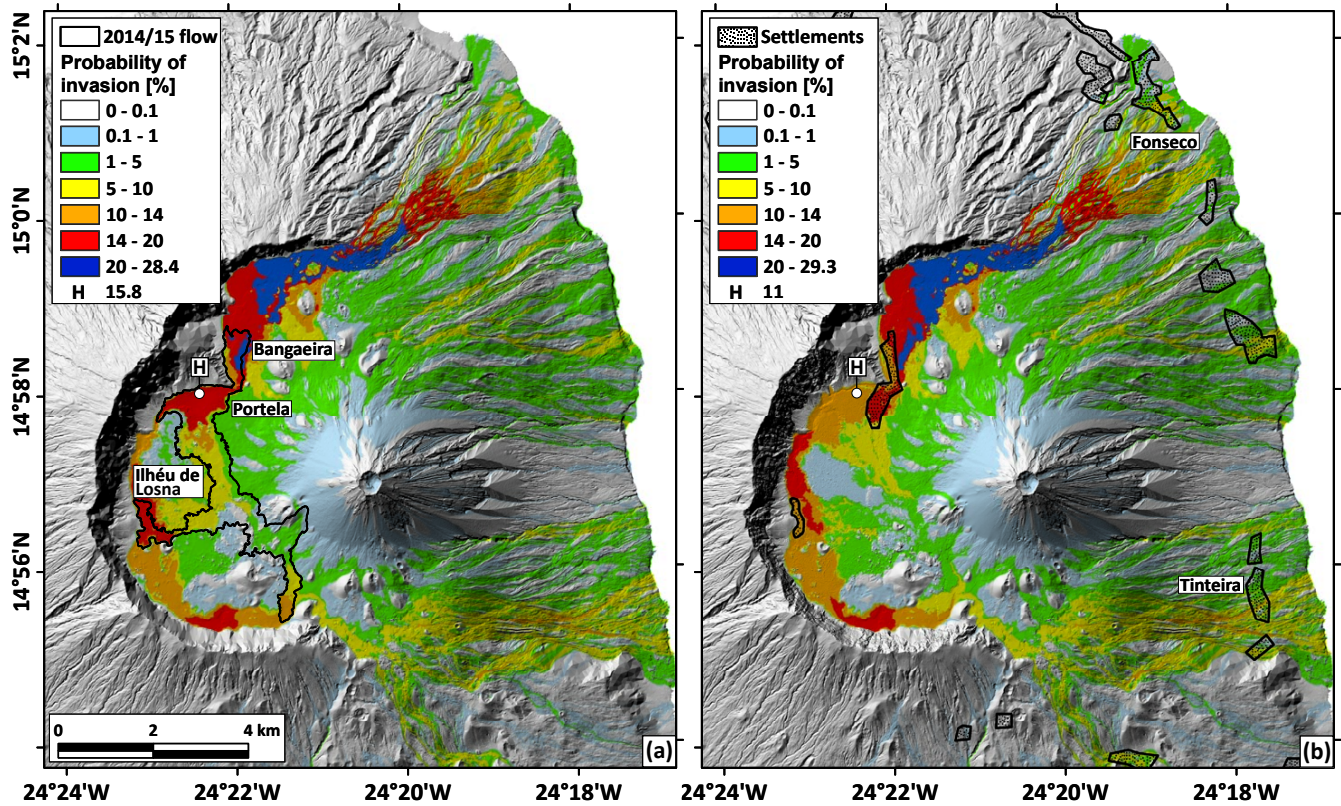 2014/15 flow
Probability of
invasion [%]
0 - 0.1
0.1 - 1
1 - 5
5 - 10
10 - 14
14 - 20
20 - 28.4
H 15.8
Bangaeira
H
Portela
Ilhéu de
Losna
0 2 4 km
(a)
Settlements
Probability of
invasion [%]
0 - 0.1
0.1 - 1
1 - 5
5 - 10
10 - 14
14 - 20
20 - 29.3
H 11
Fonseco
H
Tinteira
(b)
15°2'N
15°0'N
14°58'N
14°56'N
24°24'W 24°22'W 24°20'W 24°18'W
24°22'W 24°20'W 24°18'W